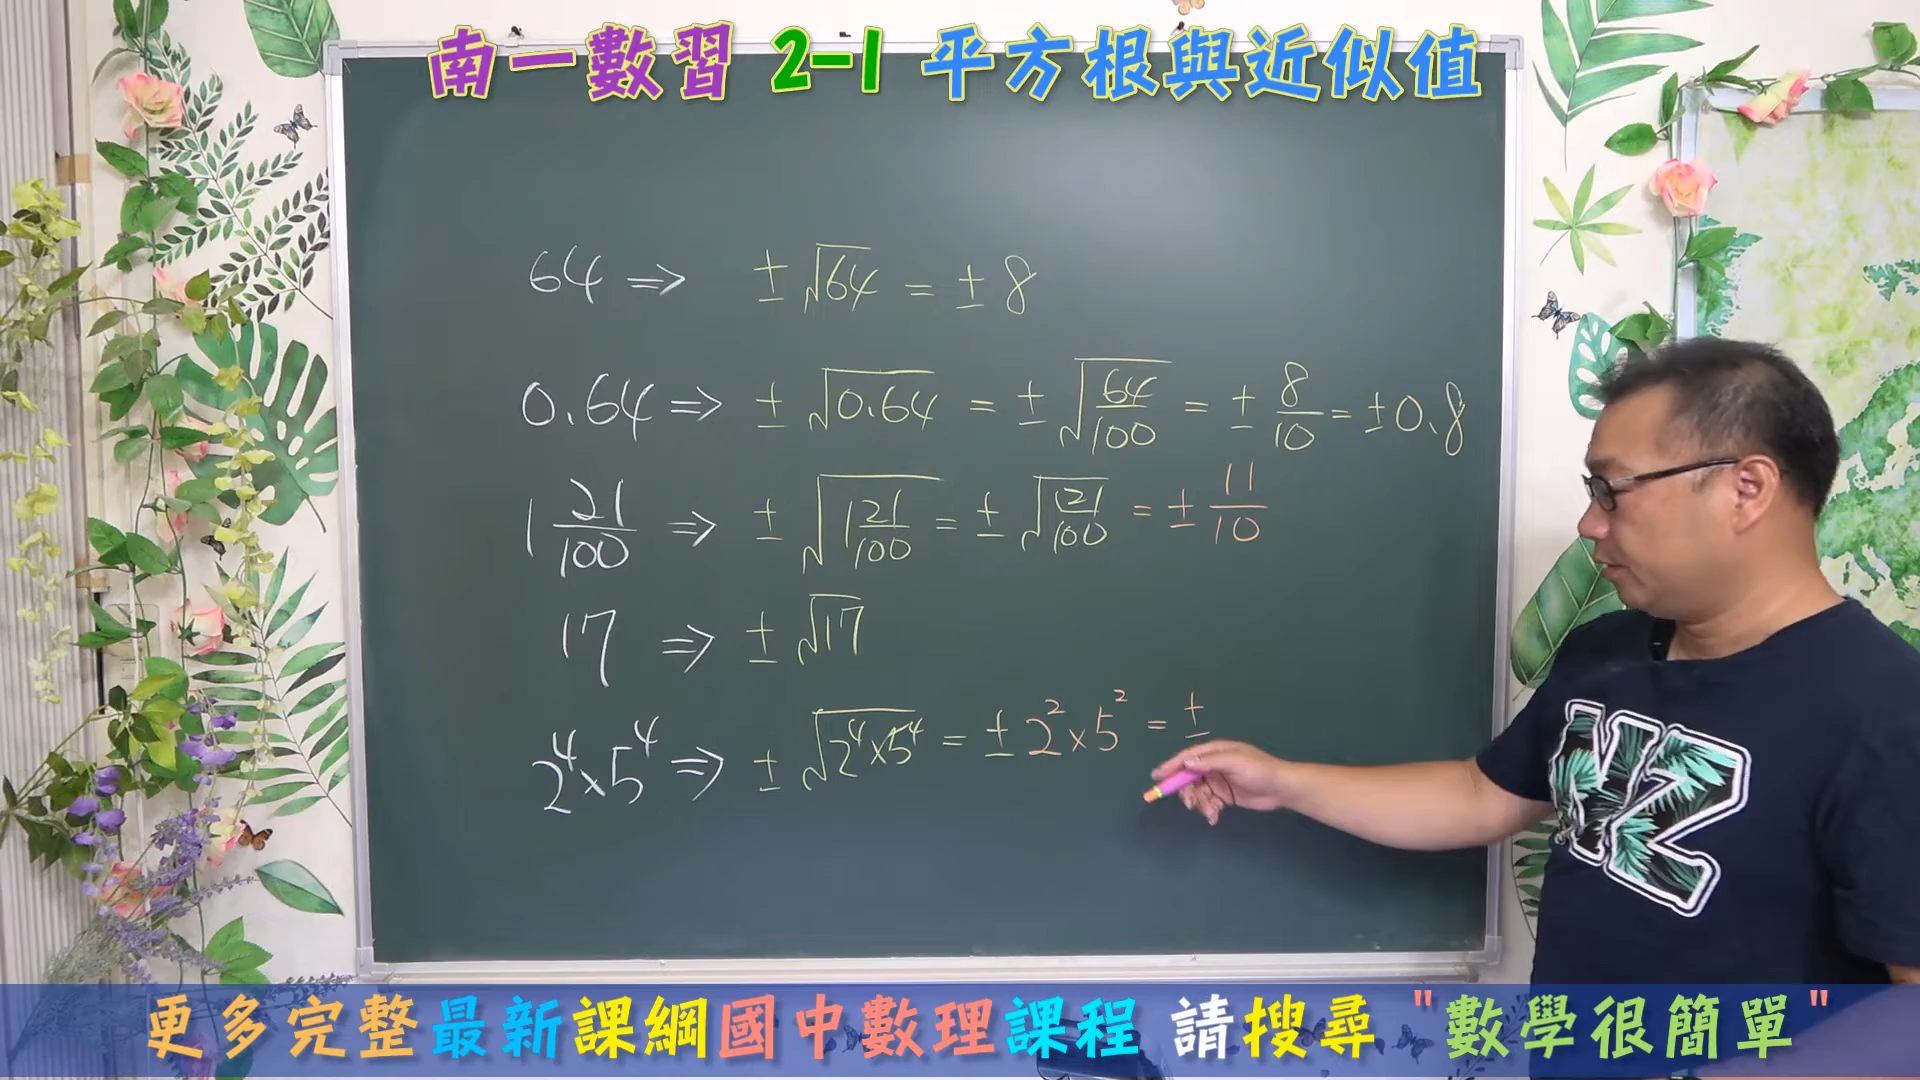 南一數習 2-1 平方根與近似值
64 ⇒ ±√64 = ±8
0.64 ⇒ ±√0.64 = ±√(64/100) = ±8/10 = ±0.8
1 21/100 ⇒ ±√(1 21/100) = ±√(121/100) = ±11/10
17 ⇒ ±√17
2⁴×5⁴ ⇒ ±√(2⁴×5⁴) = ±2²×5² = ±
NZ
更多完整最新課綱國中數理課程 請搜尋 "數學很簡單"